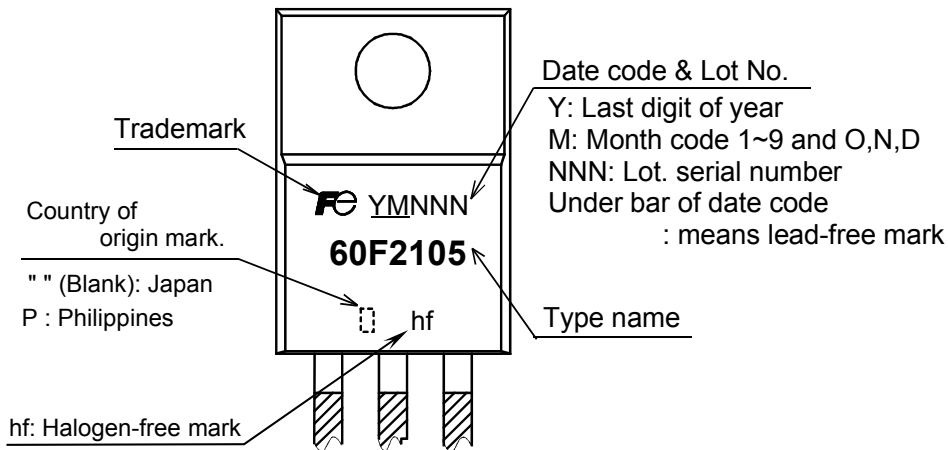 Date code & Lot No.
Y: Last digit of year
M: Month code 1~9 and O,N,D
NNN: Lot. serial number
Under bar of date code
: means lead-free mark
Trademark
Fe YMNNN
60F2105
Country of
origin mark.
" " (Blank): Japan
P : Philippines
hf
Type name
hf: Halogen-free mark